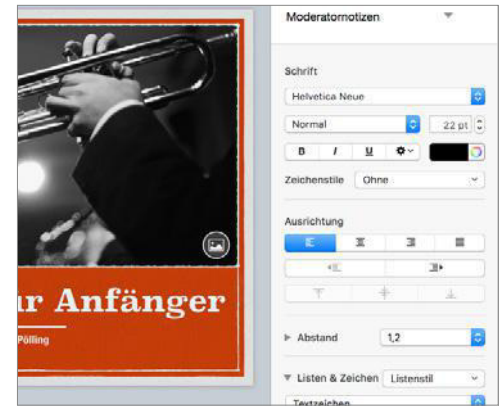 Moderatornotizen
Schrift
Helvetica Neue
Normal 22 pt
B I U
Zeichenstile Ohne
Ausrichtung
Abstand 1,2
Listen & Zeichen Listenstil
Textzeichen
ur Anfänger
Pölling